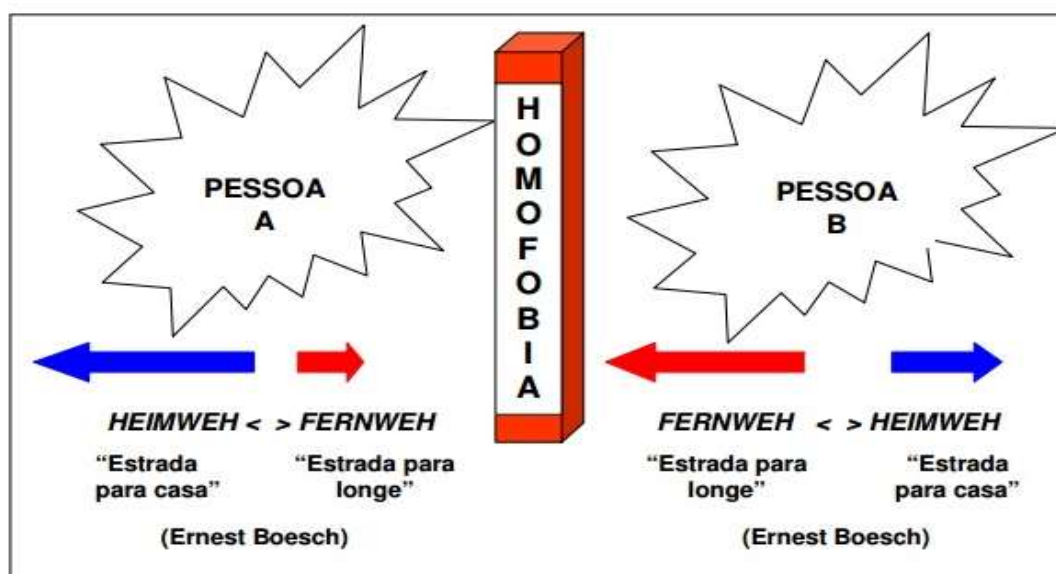 PESSOA
A
HOMOFOBIA
PESSOA
B
HEIMWEH < > FERNWEH
“Estrada
para casa”
“Estrada para
longe”
(Ernest Boesch)
FERNWEH < > HEIMWEH
“Estrada para
longe”
“Estrada
para casa”
(Ernest Boesch)